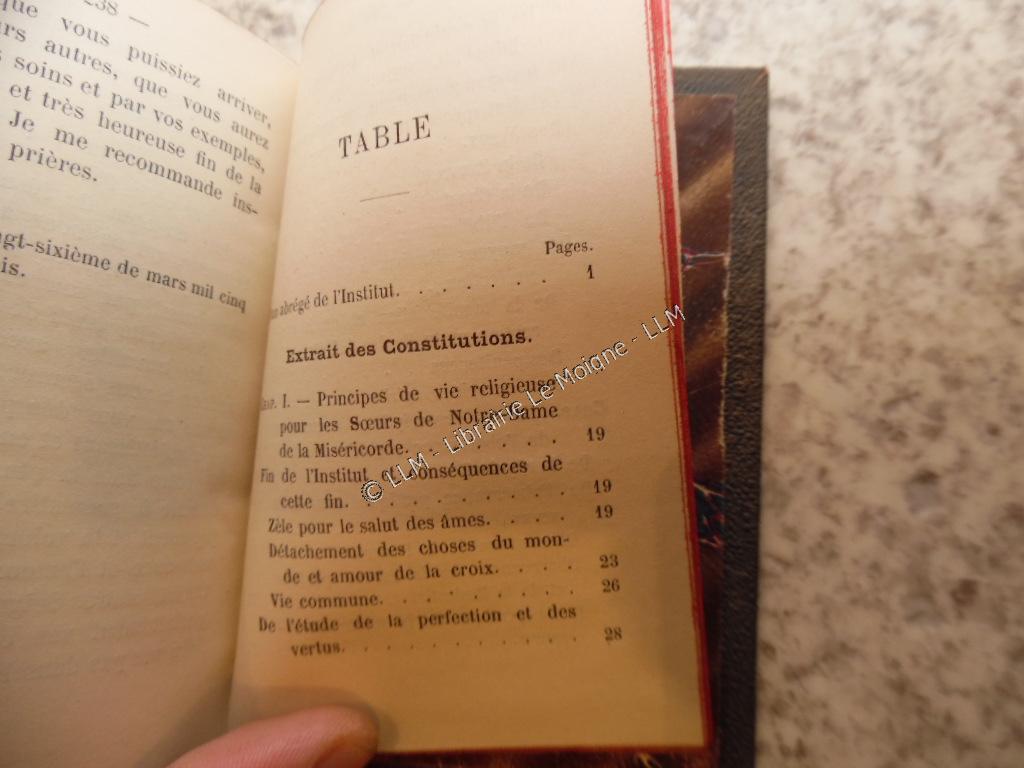 238 —
que vous puissiez arriver,
autres, que vous aurez
soins et par vos exemples,
et très heureuse fin de la
Je me recommande ins-
prières.
gt-sixième de mars mil cinq
is.
TABLE
Pages.
abrégé de l'Institut. . . . . . . 1
Extrait des Constitutions.
I. — Principes de vie religieuse
pour les Sœurs de Notre-Dame
de la Miséricorde. . . . . . . 19
Fin de l'Institut et conséquences de
cette fin. . . . . . . . . 19
Zèle pour le salut des âmes. . . . . 19
Détachement des choses du mon-
de et amour de la croix. . . . . 23
Vie commune. . . . . . . . . 26
De l'étude de la perfection et des
vertus. . . . . . . . . . . 28
© LLM - Librairie Le Moigne - LLM